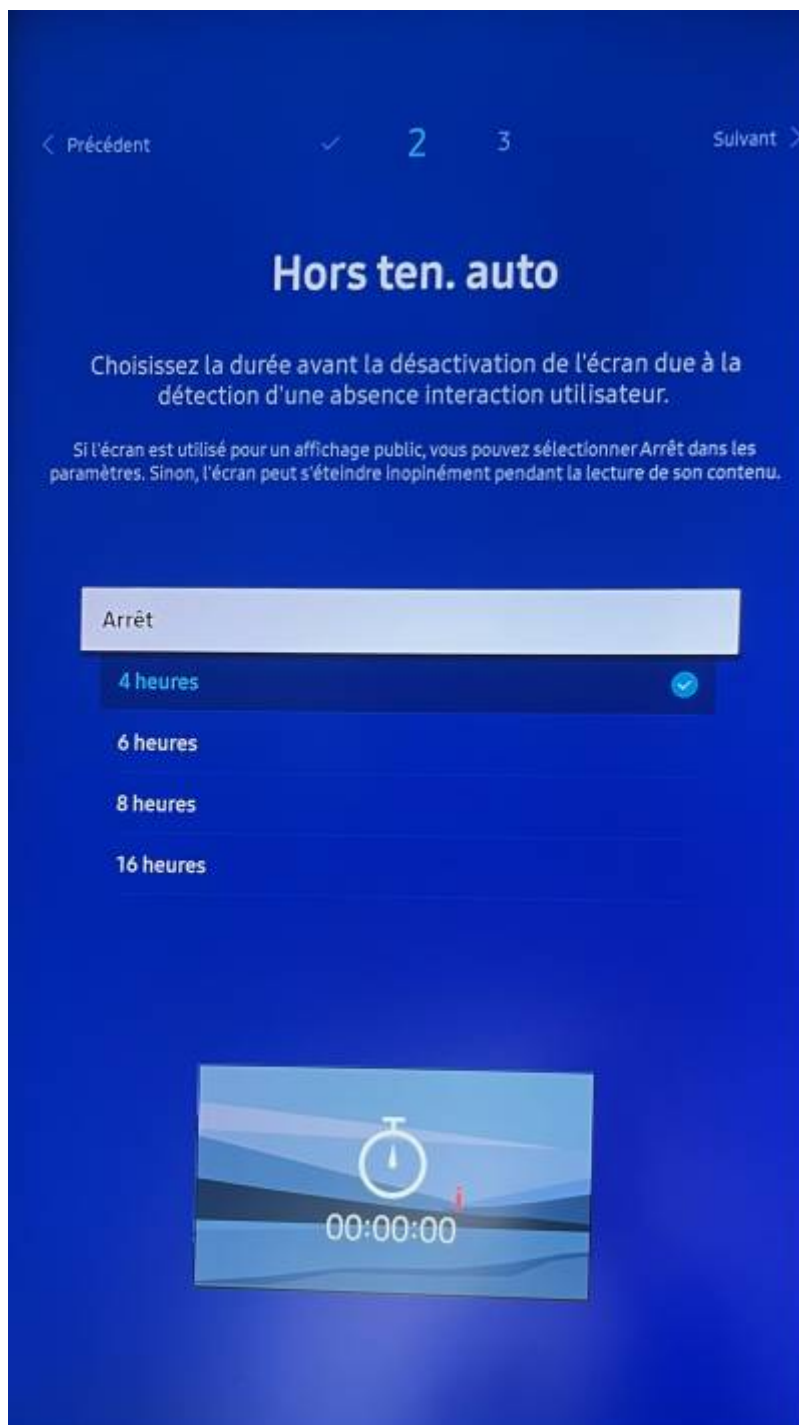 Précédent 2 3 Suivant
Hors ten. auto
Choisissez la durée avant la désactivation de l'écran due à la
détection d'une absence interaction utilisateur.
Si l'écran est utilisé pour un affichage public, vous pouvez sélectionner Arrêt dans les
paramètres. Sinon, l'écran peut s'éteindre inopinément pendant la lecture de son contenu.
Arrêt
4 heures
6 heures
8 heures
16 heures
i
00:00:00